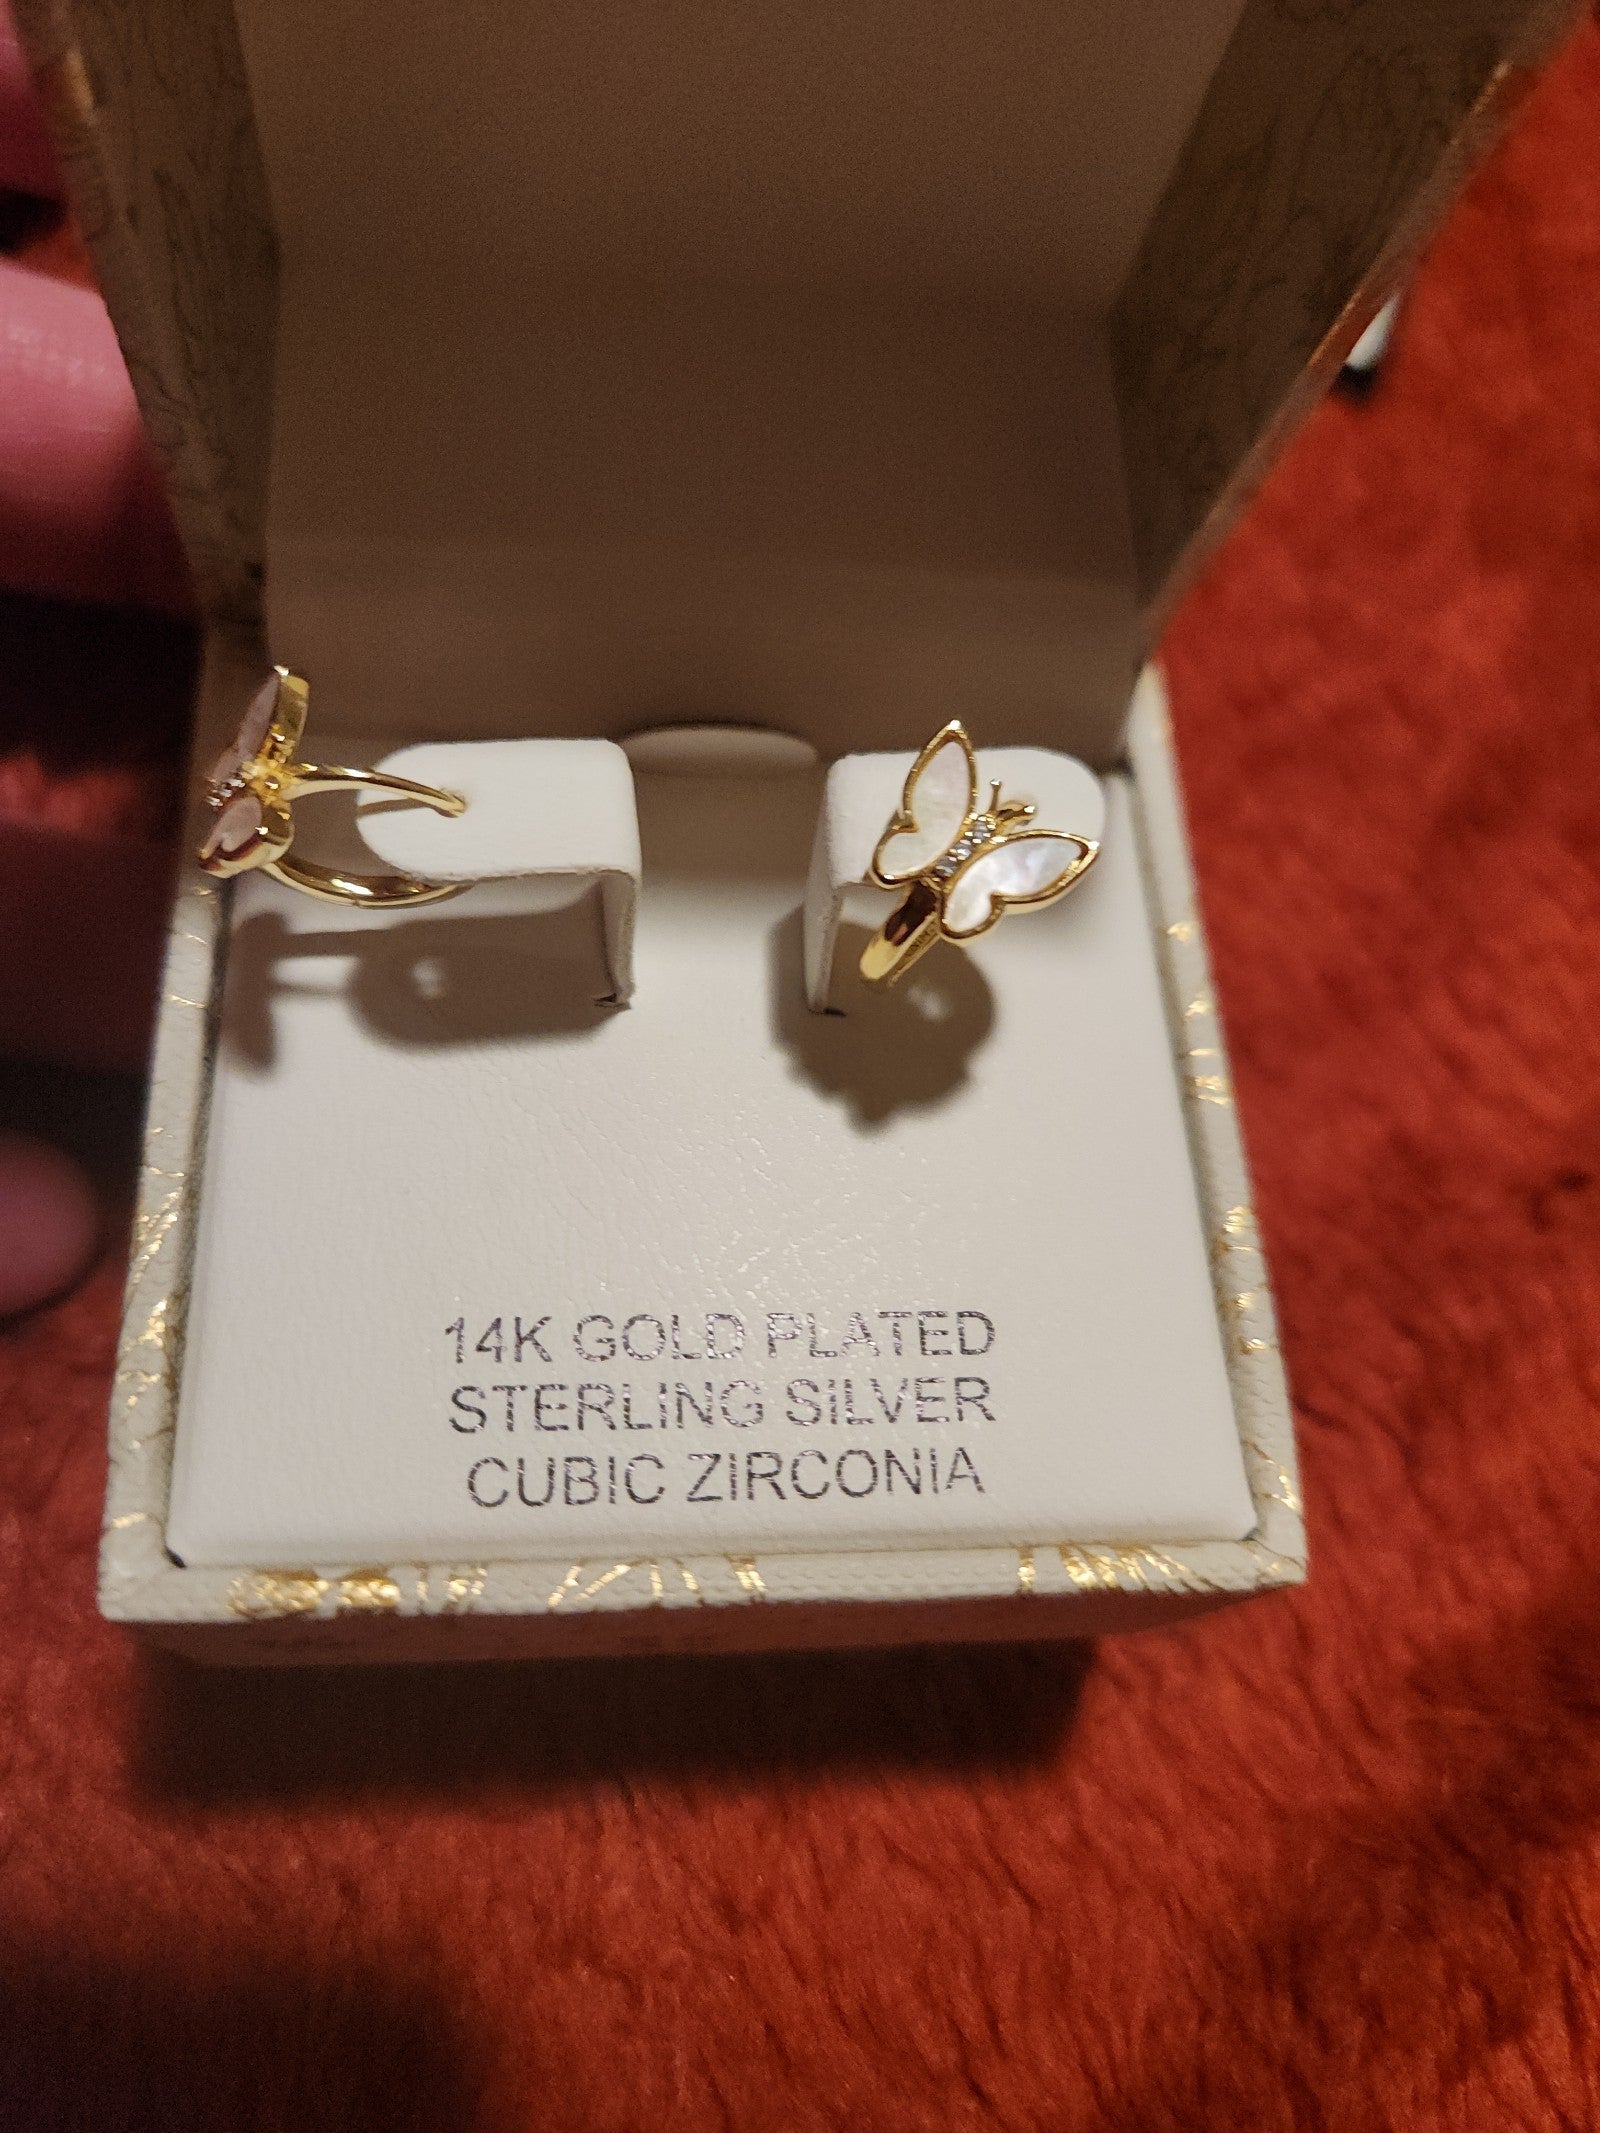 14K GOLD PLATED
STERLING SILVER
CUBIC ZIRCONIA